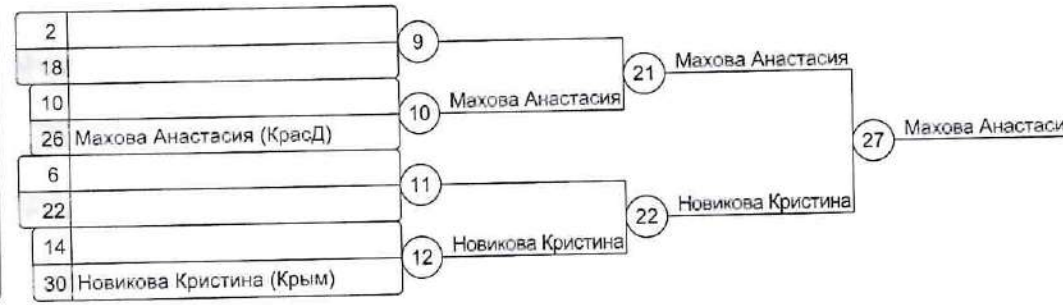 2
9
18
21 Махова Анастасия
10
10 Махова Анастасия
26 Махова Анастасия (КрасД)
27 Махова Анастаси
6
11
22
22 Новикова Кристина
14
12 Новикова Кристина
30 Новикова Кристина (Крым)